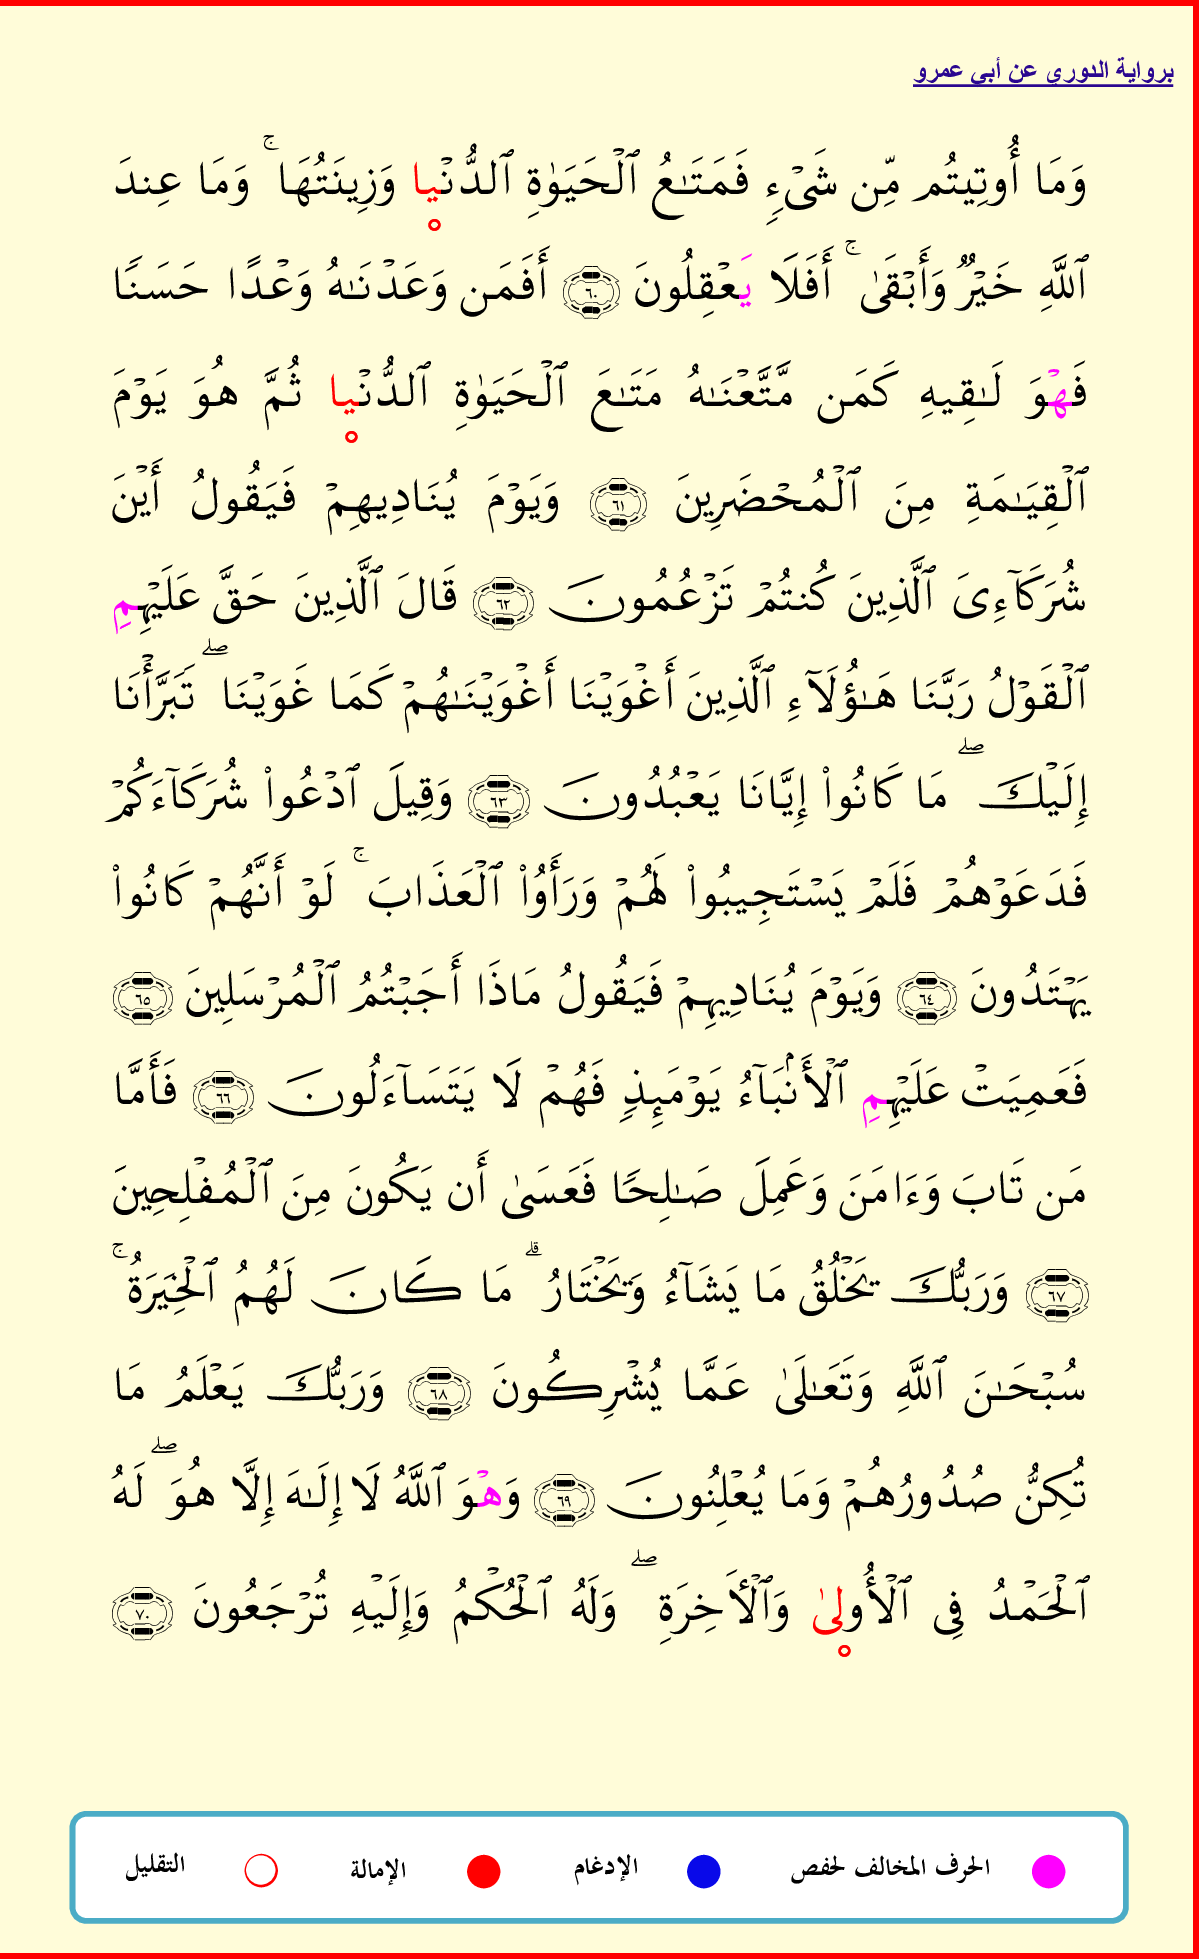 برواية الدوري عن أبي عمرو
وَمَا أُوتِيتُم مِّن شَيْءٍ فَمَتَٰعُ ٱلْحَيَوٰةِ ٱلدُّنْيا وَزِينَتُهَا ۚ وَمَا عِندَ
ٱللَّهِ خَيْرٌ وَأَبْقَىٰ ۚ أَفَلَا يَعْقِلُونَ ٦٠ أَفَمَن وَعَدْنَٰهُ وَعْدًا حَسَنًا
فَهْوَ لَٰقِيهِ كَمَن مَّتَّعْنَٰهُ مَتَٰعَ ٱلْحَيَوٰةِ ٱلدُّنْيا ثُمَّ هُوَ يَوْمَ
ٱلْقِيَٰمَةِ مِنَ ٱلْمُحْضَرِينَ ٦١ وَيَوْمَ يُنَادِيهِمْ فَيَقُولُ أَيْنَ
شُرَكَآءِيَ ٱلَّذِينَ كُنتُمْ تَزْعُمُونَ ٦٢ قَالَ ٱلَّذِينَ حَقَّ عَلَيْهِمِ
ٱلْقَوْلُ رَبَّنَا هَٰٓؤُلَآءِ ٱلَّذِينَ أَغْوَيْنَا أَغْوَيْنَٰهُمْ كَمَا غَوَيْنَا ۖ تَبَرَّأْنَا
إِلَيْكَ ۖ مَا كَانُوا۟ إِيَّانَا يَعْبُدُونَ ٦٣ وَقِيلَ ٱدْعُوا۟ شُرَكَآءَكُمْ
فَدَعَوْهُمْ فَلَمْ يَسْتَجِيبُوا۟ لَهُمْ وَرَأَوُا۟ ٱلْعَذَابَ ۚ لَوْ أَنَّهُمْ كَانُوا۟
يَهْتَدُونَ ٦٤ وَيَوْمَ يُنَادِيهِمْ فَيَقُولُ مَاذَا أَجَبْتُمُ ٱلْمُرْسَلِينَ ٦٥
فَعَمِيَتْ عَلَيْهِمِ ٱلْأَنۢبَآءُ يَوْمَئِذٍ فَهُمْ لَا يَتَسَآءَلُونَ ٦٦ فَأَمَّا
مَن تَابَ وَءَامَنَ وَعَمِلَ صَٰلِحًا فَعَسَىٰ أَن يَكُونَ مِنَ ٱلْمُفْلِحِينَ
٦٧ وَرَبُّكَ يَخْلُقُ مَا يَشَآءُ وَيَخْتَارُ ۗ مَا كَانَ لَهُمُ ٱلْخِيَرَةُ ۚ
سُبْحَٰنَ ٱللَّهِ وَتَعَٰلَىٰ عَمَّا يُشْرِكُونَ ٦٨ وَرَبُّكَ يَعْلَمُ مَا
تُكِنُّ صُدُورُهُمْ وَمَا يُعْلِنُونَ ٦٩ وَهْوَ ٱللَّهُ لَا إِلَٰهَ إِلَّا هُوَ ۖ لَهُ
ٱلْحَمْدُ فِي ٱلْأُولىٰ وَٱلْأَخِرَةِ ۖ وَلَهُ ٱلْحُكْمُ وَإِلَيْهِ تُرْجَعُونَ ٧٠
الحرف المخالف لحفص الإدغام الإمالة التقليل